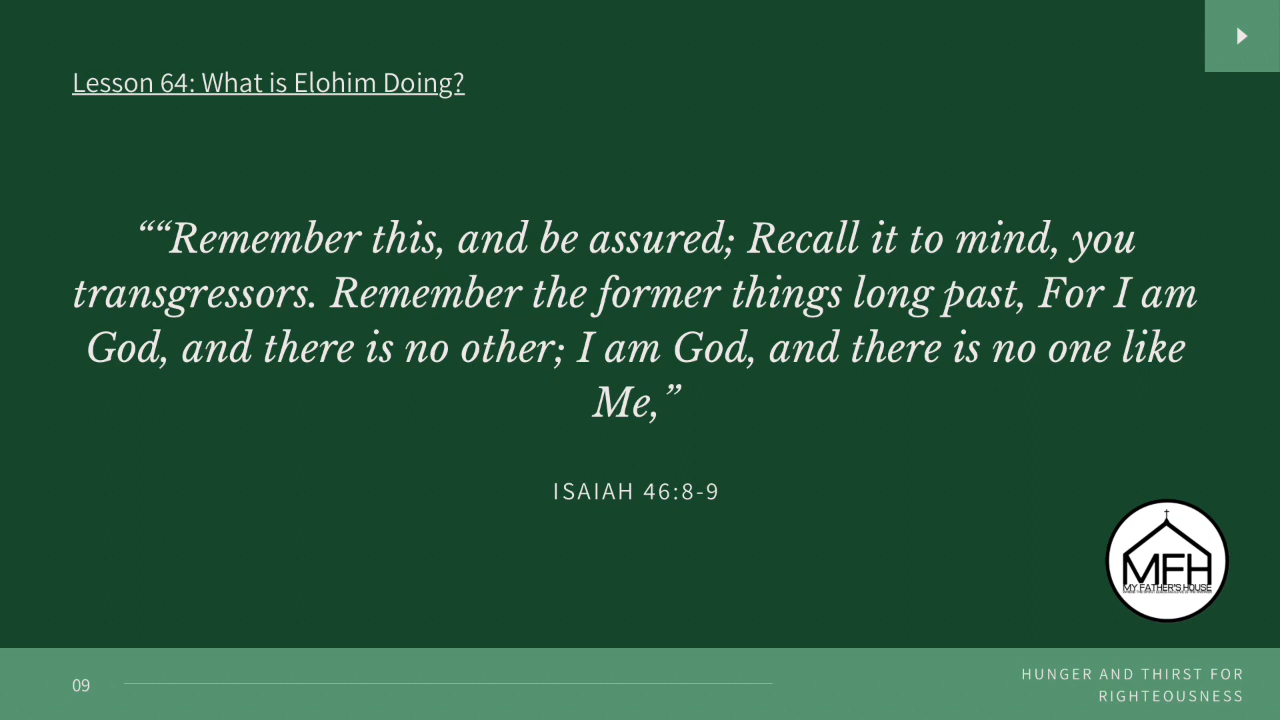 Lesson 64: What is Elohim Doing?
““Remember this, and be assured; Recall it to mind, you
transgressors. Remember the former things long past, For I am
God, and there is no other; I am God, and there is no one like
Me,”
ISAIAH 46:8-9
MFH
MY FATHER'S HOUSE
09
HUNGER AND THIRST FOR
RIGHTEOUSNESS